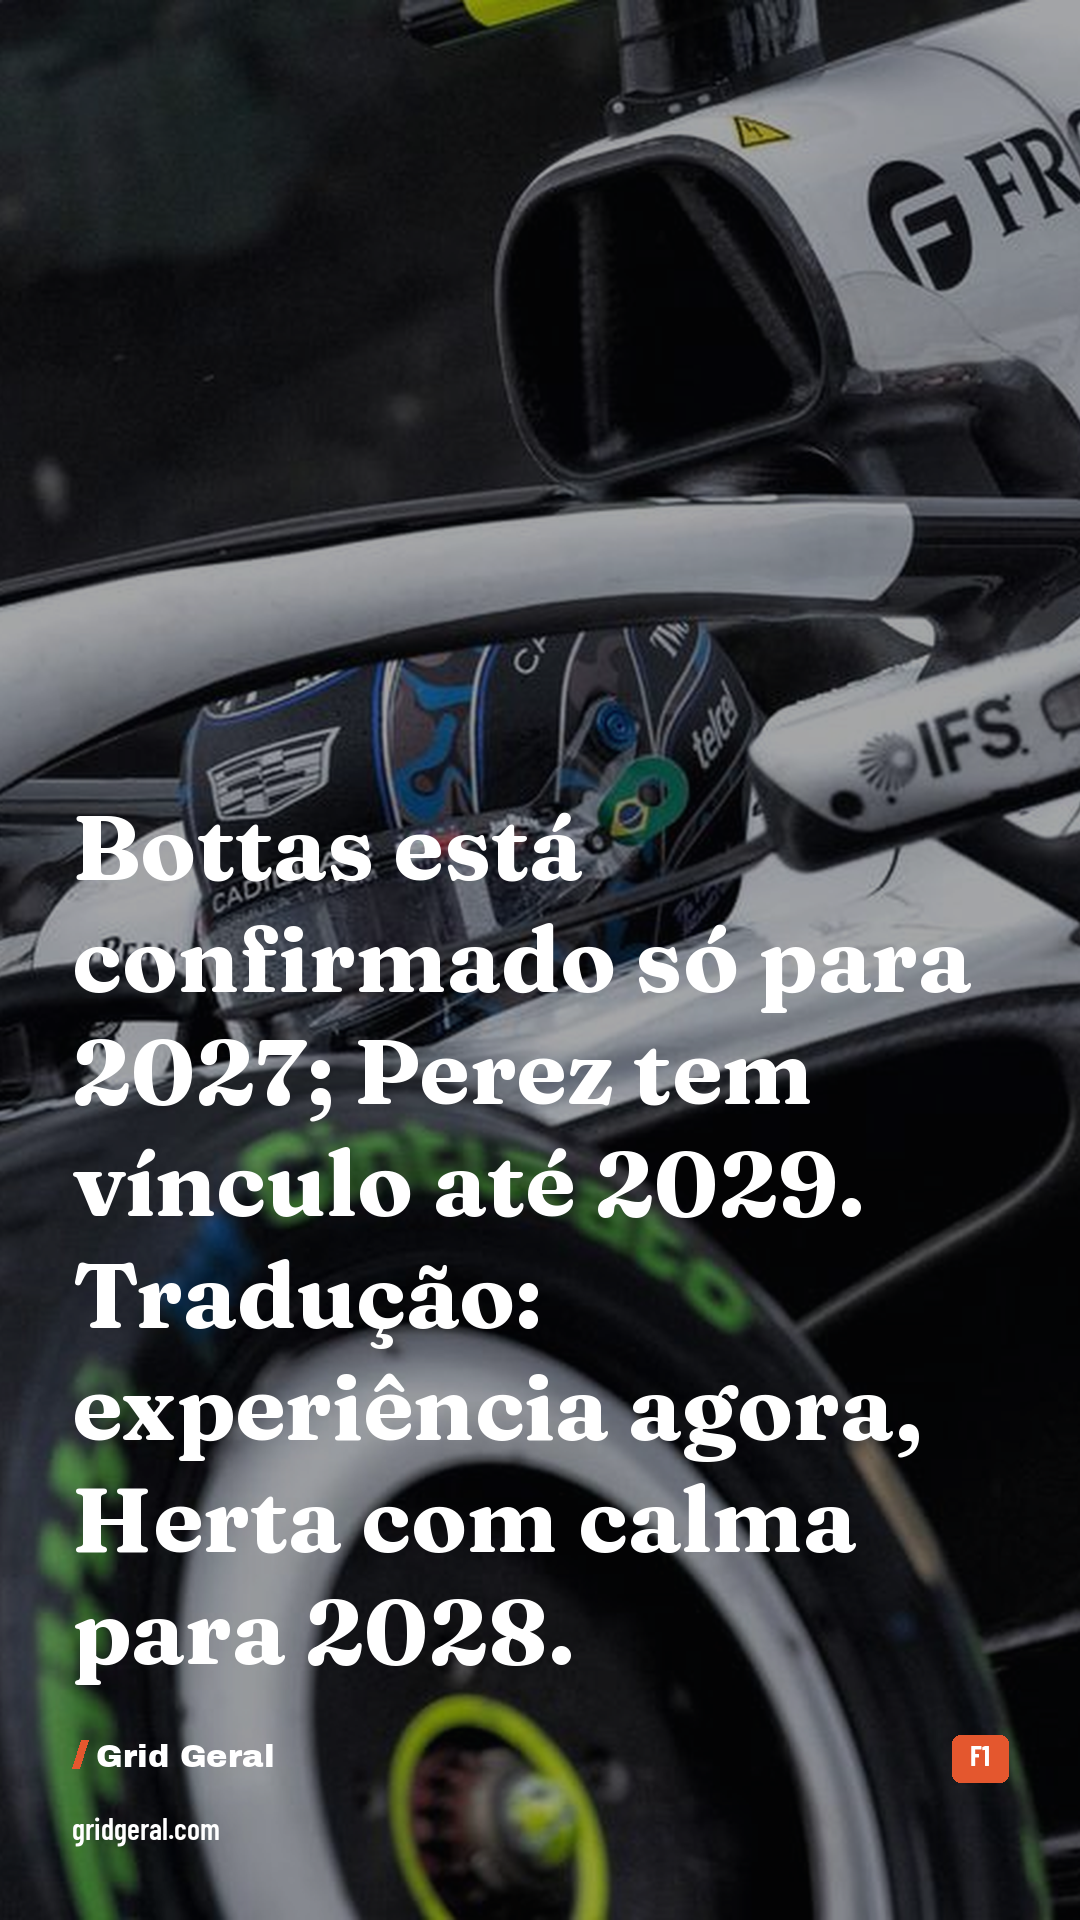 FR
telcel
IFS
Bottas está
confirmado só para
2027; Perez tem
vínculo até 2029.
Tradução:
experiência agora,
Herta com calma
para 2028.
/ Grid Geral
F1
gridgeral.com